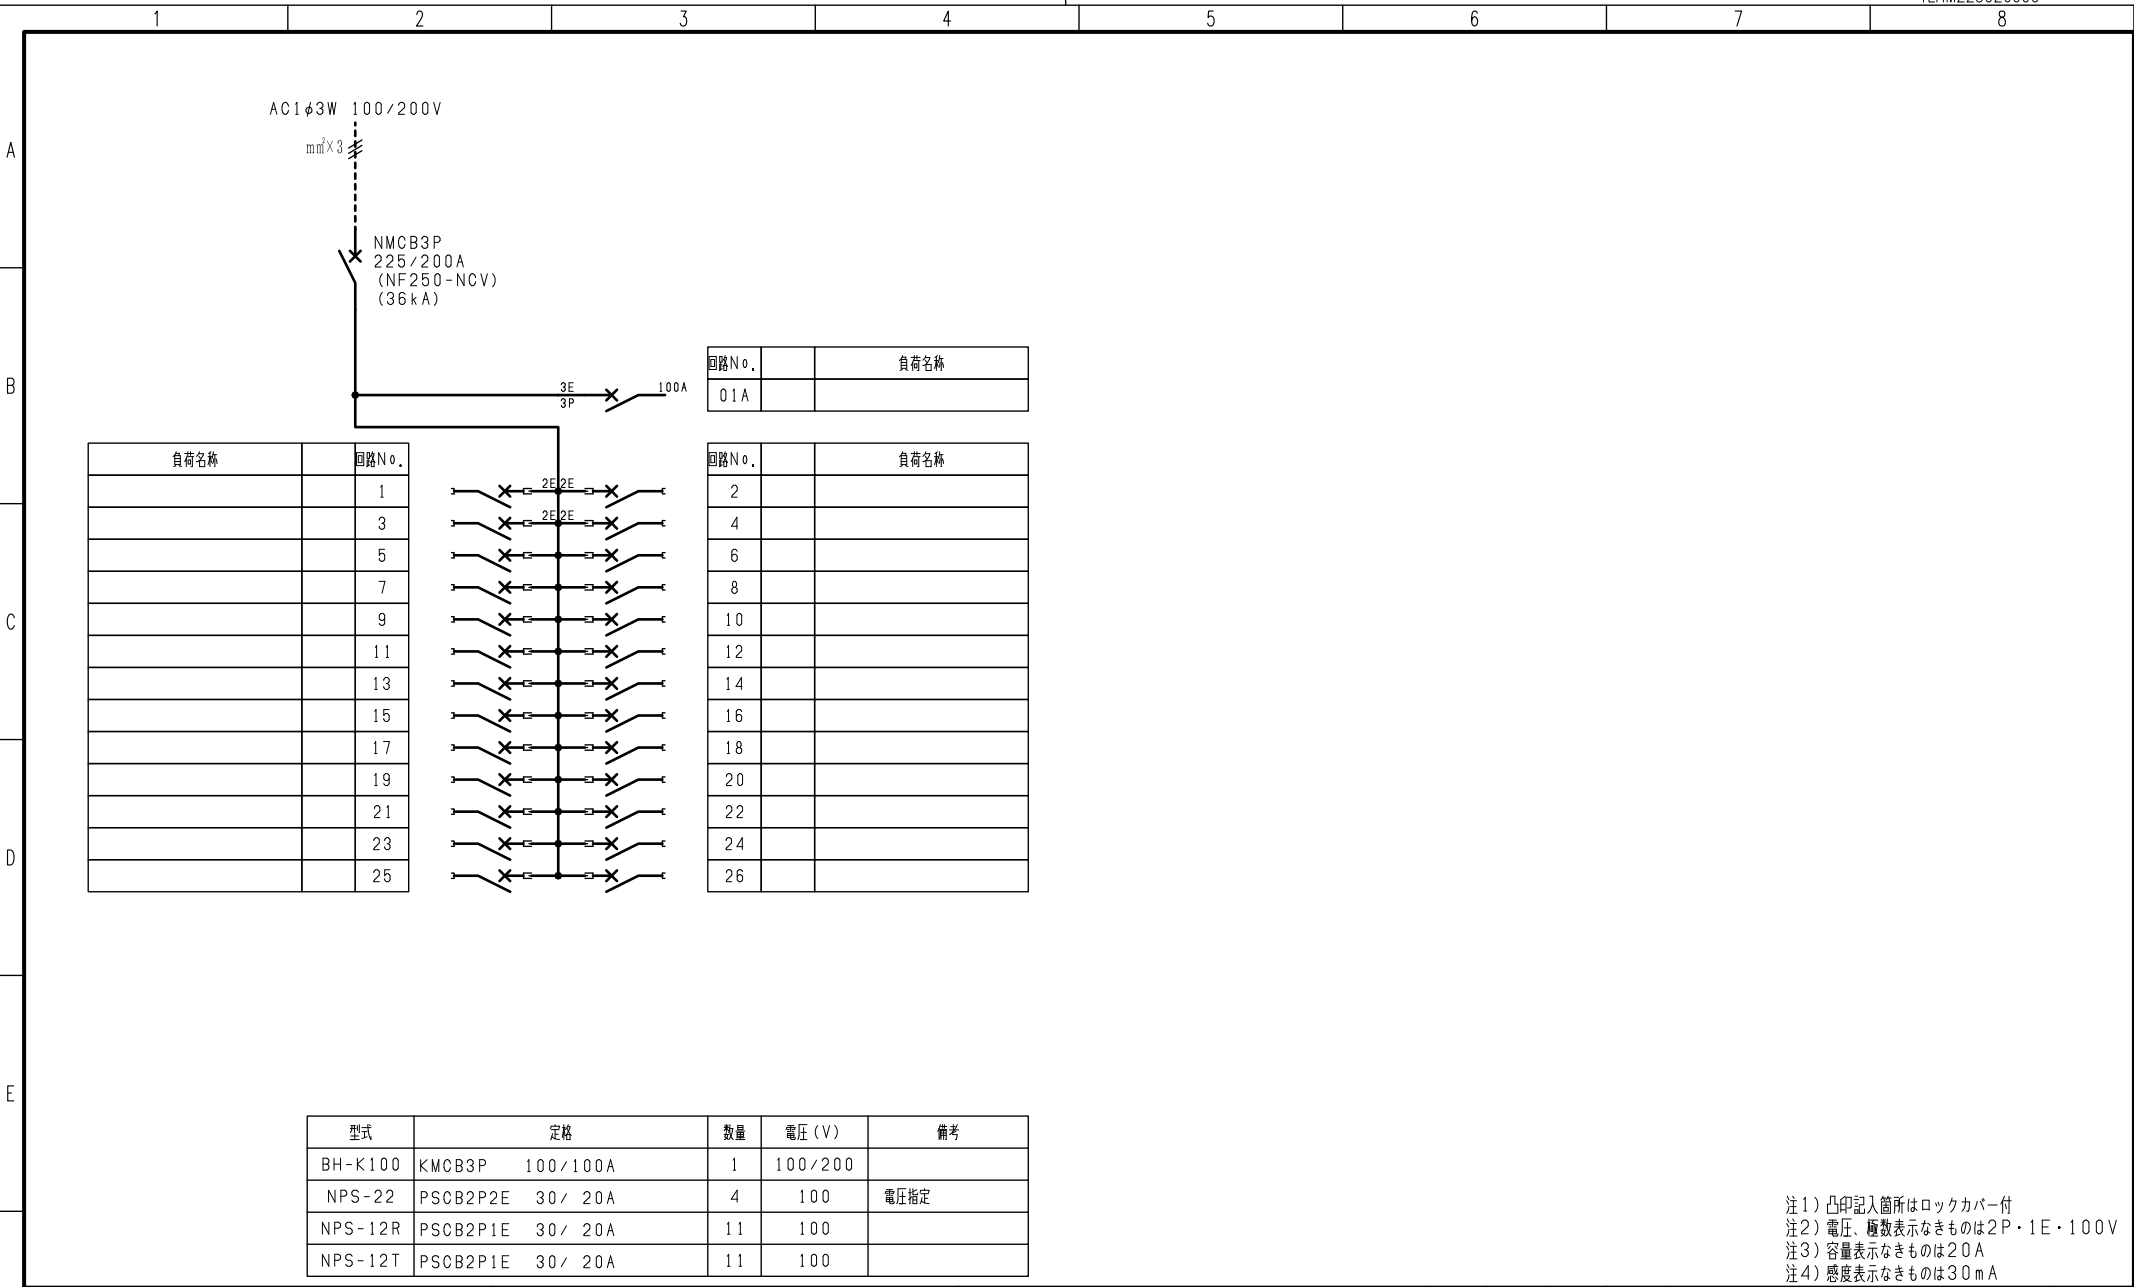 1 2 3 4 5 6 7 8
A
B
C
D
E
AC1φ3W 100/200V
mm²×3
NMCB3P
225/200A
(NF250-NCV)
(36kA)
3E
3P
100A
回路No. 負荷名称
01A
負荷名称 回路No.
1
3
5
7
9
11
13
15
17
19
21
23
25
2E 2E
2E 2E
回路No. 負荷名称
2
4
6
8
10
12
14
16
18
20
22
24
26
型式 定格 数量 電圧(V) 備考
BH-K100 KMCB3P 100/100A 1 100/200
NPS-22 PSCB2P2E 30/ 20A 4 100 電圧指定
NPS-12R PSCB2P1E 30/ 20A 11 100
NPS-12T PSCB2P1E 30/ 20A 11 100
注1)凸印記入箇所はロックカバー付
注2)電圧、極数表示なきものは2P・1E・100V
注3)容量表示なきものは20A
注4)感度表示なきものは30mA